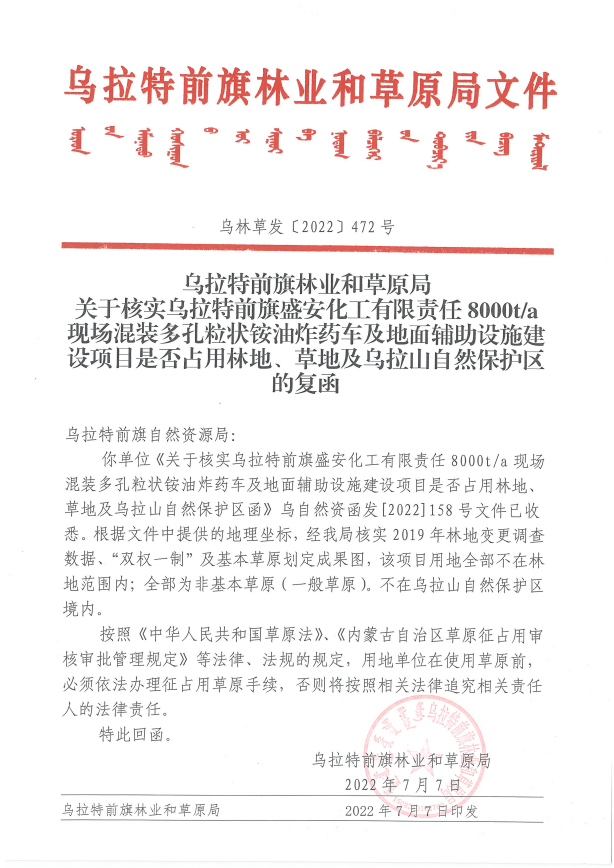 乌拉特前旗林业和草原局文件
乌林草发〔2022〕472 号
乌拉特前旗林业和草原局
关于核实乌拉特前旗盛安化工有限责任 8000t/a
现场混装多孔粒状铵油炸药车及地面辅助设施建
设项目是否占用林地、草地及乌拉山自然保护区
的复函
乌拉特前旗自然资源局：
你单位《关于核实乌拉特前旗盛安化工有限责任 8000t/a 现场
混装多孔粒状铵油炸药车及地面辅助设施建设项目是否占用林地、
草地及乌拉山自然保护区函》乌自然资函发[2022]158 号文件已收
悉。根据文件中提供的地理坐标，经我局核实 2019 年林地变更调查
数据、“双权一制”及基本草原划定成果图，该项目用地全部不在林
地范围内；全部为非基本草原（一般草原）。不在乌拉山自然保护区
境内。
按照《中华人民共和国草原法》、《内蒙古自治区草原征占用审
核审批管理规定》等法律、法规的规定，用地单位在使用草原前，
必须依法办理征占用草原手续，否则将按照相关法律追究相关责任
人的法律责任。
特此回函。
乌拉特前旗林业和草原局
2022 年 7 月 7 日
乌拉特前旗林业和草原局
2022 年 7 月 7 日印发